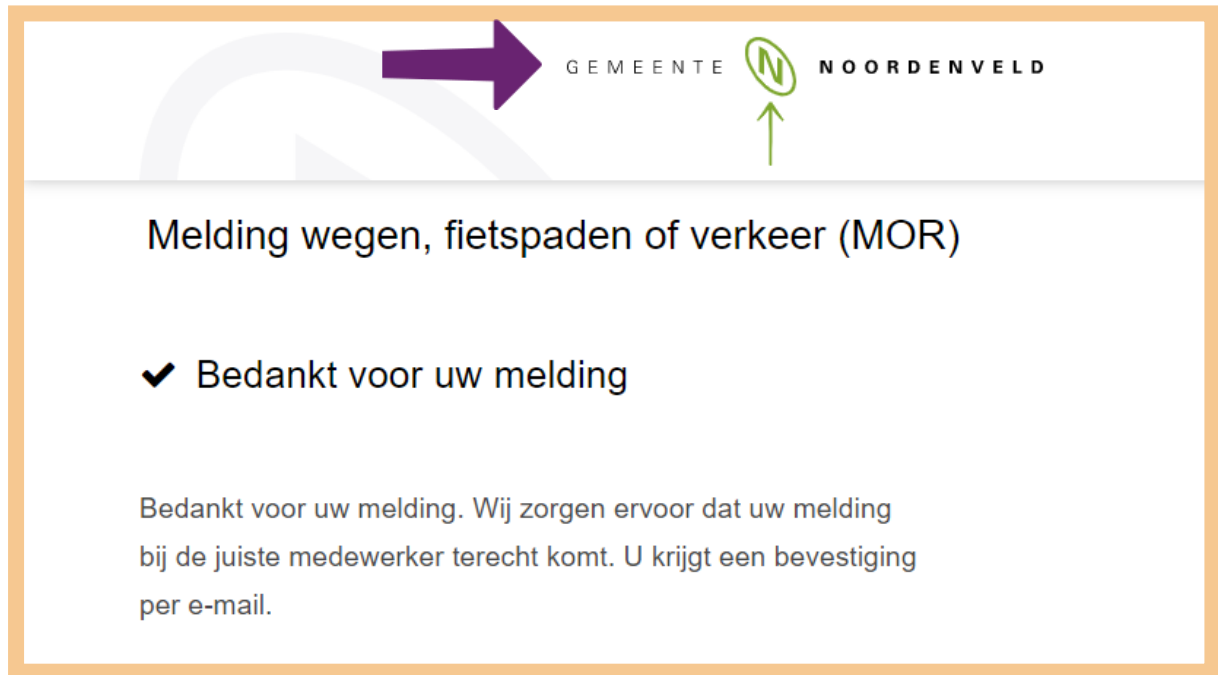 GEMEENTE N NOORDENVELD
Melding wegen, fietspaden of verkeer (MOR)
Bedankt voor uw melding
Bedankt voor uw melding. Wij zorgen ervoor dat uw melding
bij de juiste medewerker terecht komt. U krijgt een bevestiging
per e-mail.